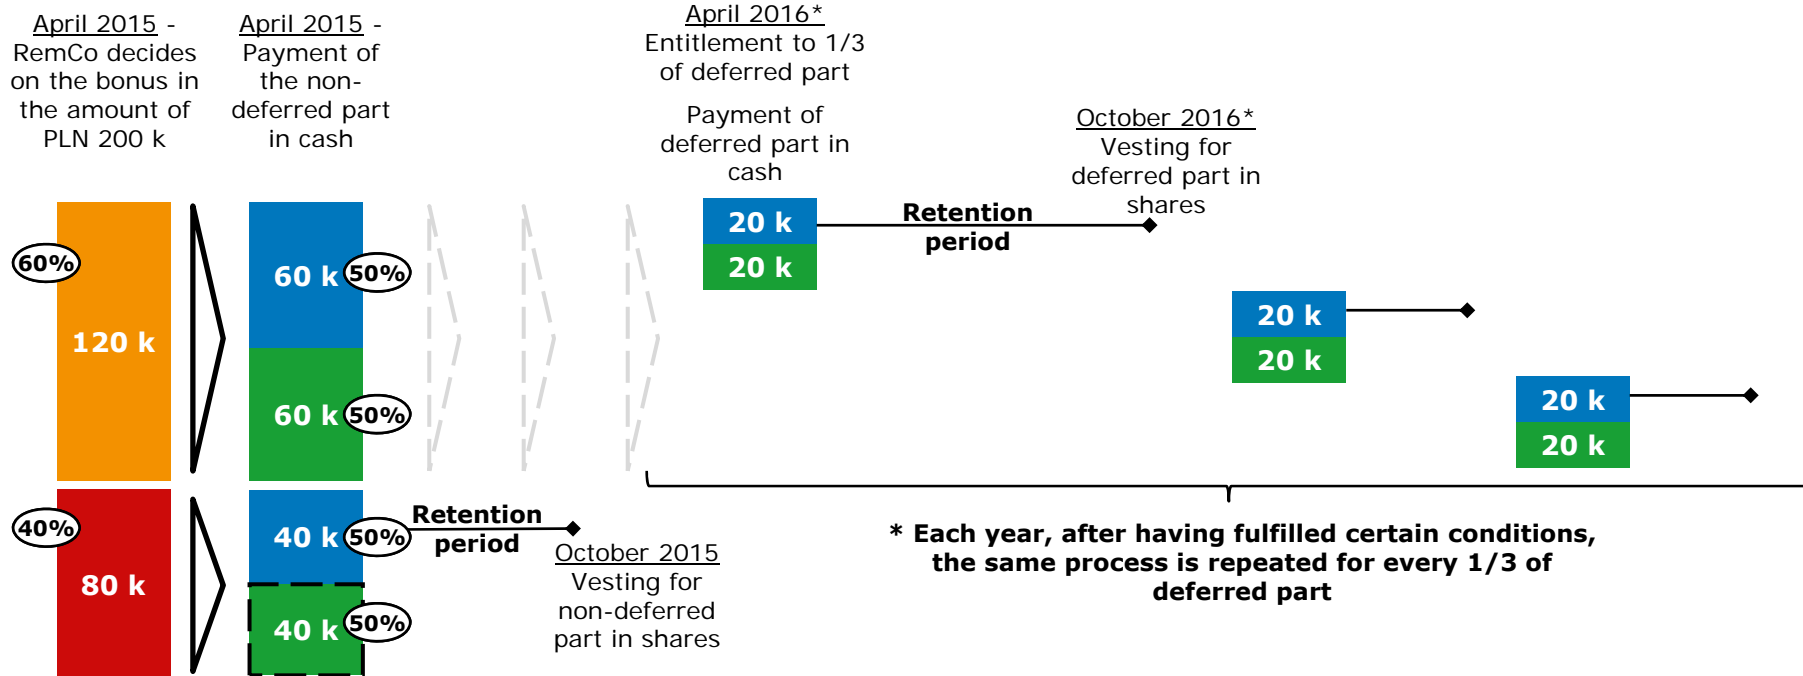 April 2015 -
RemCo decides
on the bonus in
the amount of
PLN 200 k
April 2015 -
Payment of
the non-
deferred part
in cash
April 2016*
Entitlement to 1/3
of deferred part
Payment of
deferred part in
cash
October 2016*
Vesting for
deferred part in
shares
60%
120 k
60 k
50%
60 k
50%
20 k
20 k
Retention
period
20 k
20 k
20 k
20 k
40%
80 k
40 k
50%
40 k
50%
Retention
period
October 2015
Vesting for
non-deferred
part in shares
* Each year, after having fulfilled certain conditions,
the same process is repeated for every 1/3 of
deferred part